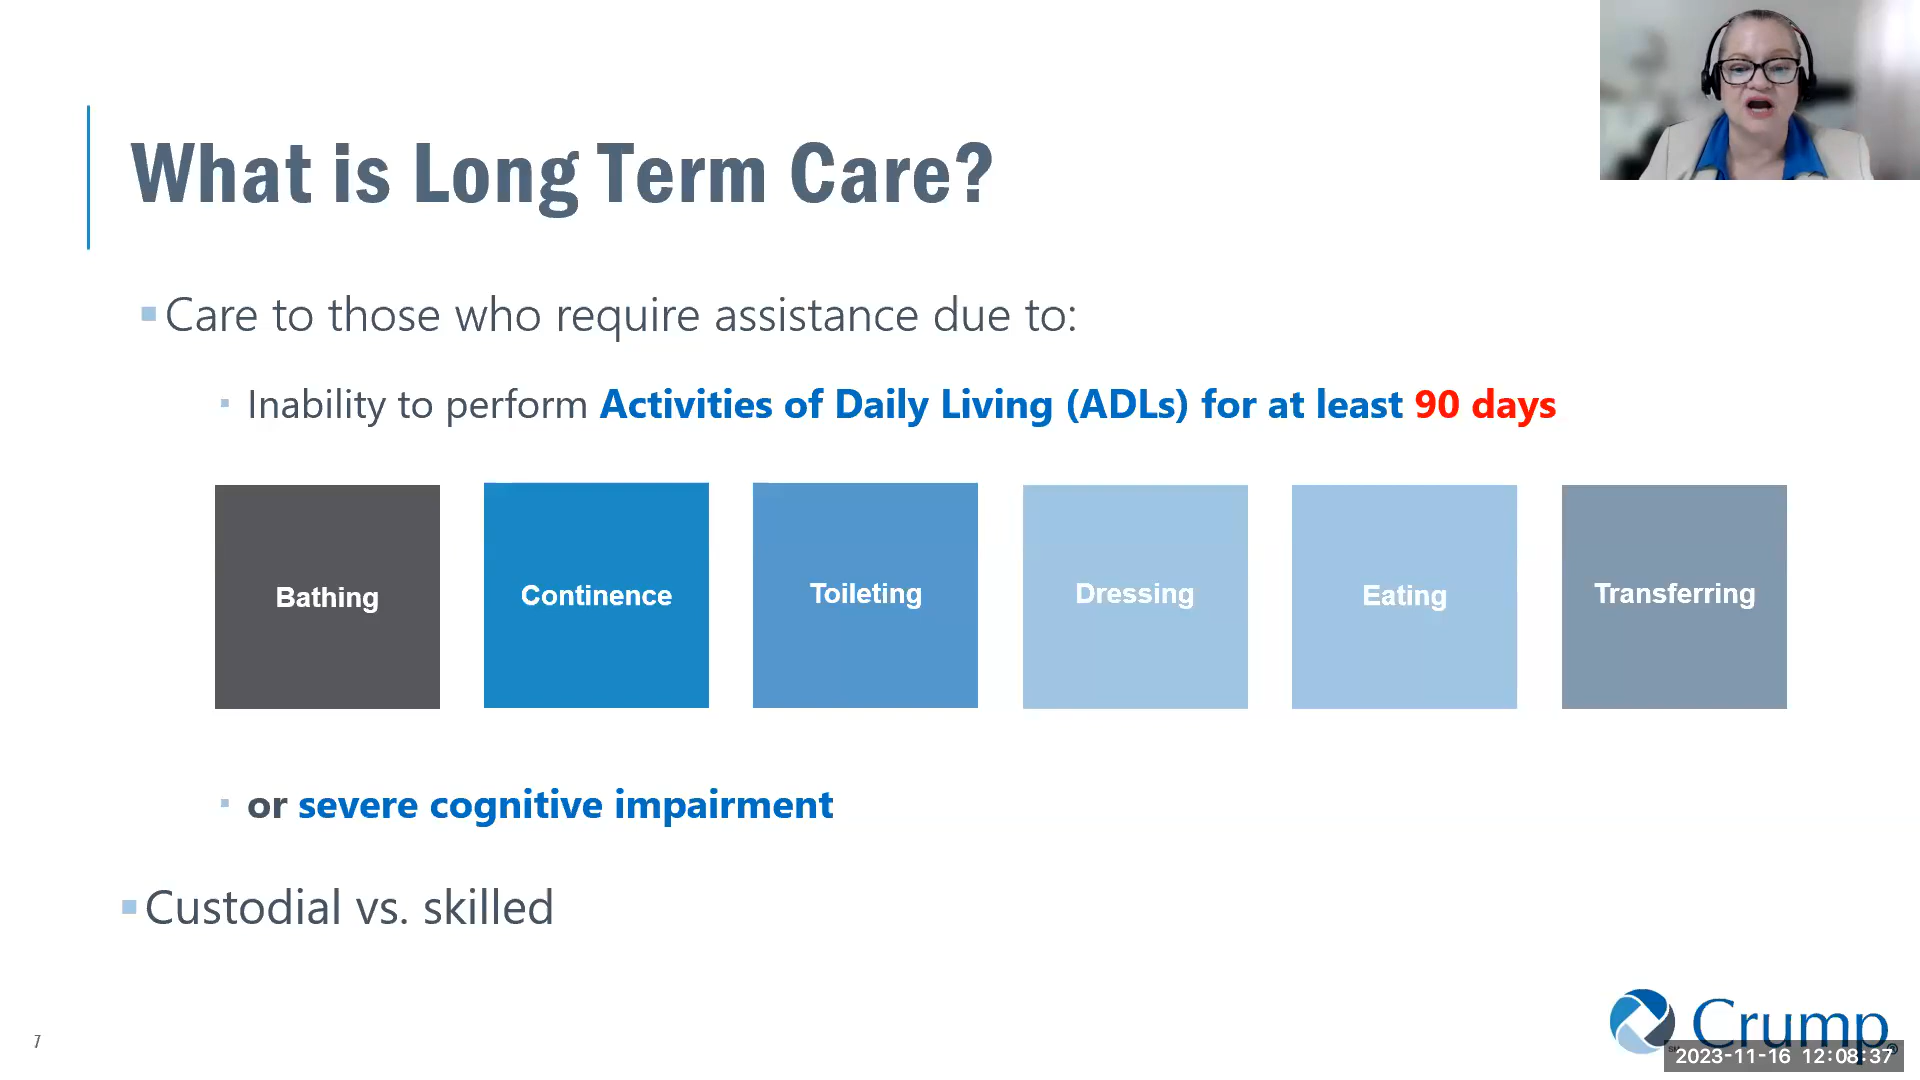 What is Long Term Care?
Care to those who require assistance due to:
Inability to perform Activities of Daily Living (ADLs) for at least 90 days
Bathing
Continence
Toileting
Dressing
Eating
Transferring
or severe cognitive impairment
Custodial vs. skilled
7
Crump®
SM
2023-11-16 12:08:37